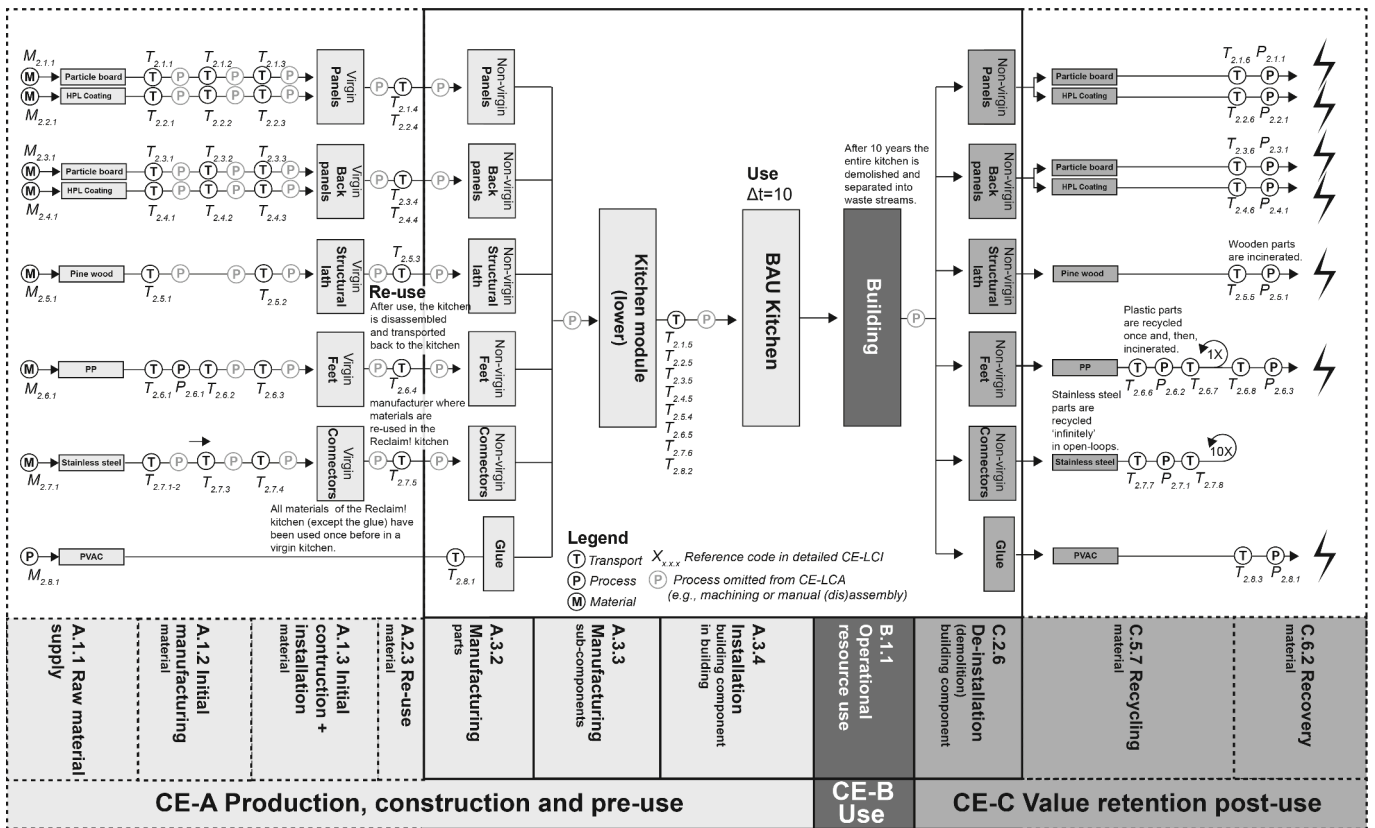 M2.1.1
T2.1.1
T2.1.2
T2.1.3
M Particle board T P T P T P
M HPL Coating T P T P T P
M2.2.1
T2.2.1
T2.2.2
T2.2.3
Virgin
Panels
P T P
T2.1.4
T2.2.4
Non-virgin
Panels
M2.3.1
T2.3.1
T2.3.2
T2.3.3
M Particle board T P T P T P
M HPL Coating T P T P T P
M2.4.1
T2.4.1
T2.4.2
T2.4.3
Virgin
Back
panels
P T P
T2.3.4
T2.4.4
Non-virgin
Back
panels
M Pine wood T P T P
M2.5.1
T2.5.1
T2.5.2
Virgin
Structural
lath
T2.5.3
P T P
Non-virgin
Structural
lath
Re-use
After use, the kitchen
is disassembled
and transported
back to the kitchen
manufacturer where
materials are
re-used in the
Reclaim! kitchen
M PP T P T P T P
M2.6.1
T2.6.1
P2.6.1
T2.6.2
T2.6.3
Virgin
Feet
P T P
T2.6.4
Non-virgin
Feet
M Stainless steel T P T P T P
M2.7.1
T2.7.1-2
T2.7.3
T2.7.4
Virgin
Connectors
P T P
T2.7.5
Non-virgin
Connectors
All materials of the Reclaim!
kitchen (except the glue) have
been used once before in a
virgin kitchen.
P PVAC T
M2.8.1
T2.8.1
Glue
P
Kitchen module
(lower)
T P
T2.1.5
T2.2.5
T2.3.5
T2.4.5
T2.5.4
T2.6.5
T2.7.6
T2.8.2
Use
Δt=10
BAU Kitchen
After 10 years the
entire kitchen is
demolished and
separated into
waste streams.
Building
P
Legend
T Transport
P Process
M Material
Xx.x.x Reference code in detailed CE-LCI
P Process omitted from CE-LCA
(e.g., machining or manual (dis)assembly)
Non-virgin
Panels
T2.1.6
P2.1.1
Particle board T P
HPL Coating T P
T2.2.6
P2.2.1
Non-virgin
Back
panels
T2.3.6
P2.3.1
Particle board T P
HPL Coating T P
T2.4.6
P2.4.1
Non-virgin
Structural
lath
Wooden parts
are incinerated.
Pine wood T P
T2.5.5
P2.5.1
Non-virgin
Feet
Plastic parts
are recycled
once and, then,
incinerated.
1X
PP T P T T P
T2.6.6
P2.6.2
T2.6.7
T2.6.8
P2.6.3
Non-virgin
Connectors
Stainless steel
parts are
recycled
'infinitely'
in open-loops.
10X
Stainless steel T P T
T2.7.7
P2.7.1
T2.7.8
Glue
PVAC T P
T2.8.3
P2.8.1
A.1.1 Raw material
supply
A.1.2 Initial
manufacturing
material
A.1.3 Initial
contruction +
installation
material
A.2.3 Re-use
material
A.3.2
Manufacturing
parts
A.3.3
Manufacturing
sub-components
A.3.4
Installation
building component
in building
B.1.1
Operational
resource use
C.2.6
De-installation
(demolition)
building component
C.5.7 Recycling
material
C.6.2 Recovery
material
CE-A Production, construction and pre-use
CE-B
Use
CE-C Value retention post-use